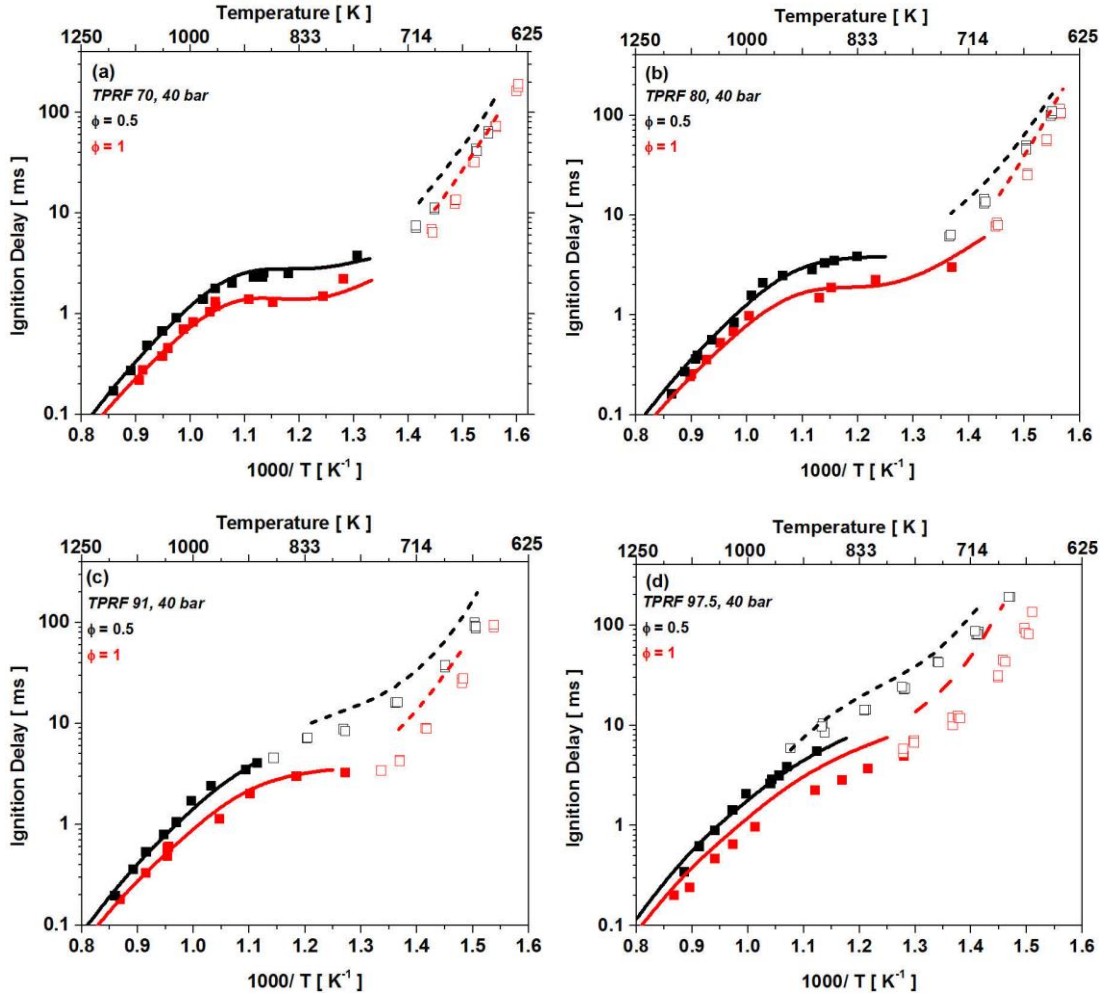 Temperature [ K ]
1250 1000 833 714 625
(a)
TPRF 70, 40 bar
ϕ = 0.5
ϕ = 1
Ignition Delay [ ms ]
100
10
1
0.1
0.8 0.9 1.0 1.1 1.2 1.3 1.4 1.5 1.6
1000/ T [ K⁻¹ ]
Temperature [ K ]
1250 1000 833 714 625
(b)
TPRF 80, 40 bar
ϕ = 0.5
ϕ = 1
Ignition Delay [ ms ]
100
10
1
0.1
0.8 0.9 1.0 1.1 1.2 1.3 1.4 1.5 1.6
1000/ T [ K⁻¹ ]
Temperature [ K ]
1250 1000 833 714 625
(c)
TPRF 91, 40 bar
ϕ = 0.5
ϕ = 1
Ignition Delay [ ms ]
100
10
1
0.1
0.8 0.9 1.0 1.1 1.2 1.3 1.4 1.5 1.6
1000/ T [ K⁻¹ ]
Temperature [ K ]
1250 1000 833 714 625
(d)
TPRF 97.5, 40 bar
ϕ = 0.5
ϕ = 1
Ignition Delay [ ms ]
100
10
1
0.1
0.8 0.9 1.0 1.1 1.2 1.3 1.4 1.5 1.6
1000/ T [ K⁻¹ ]